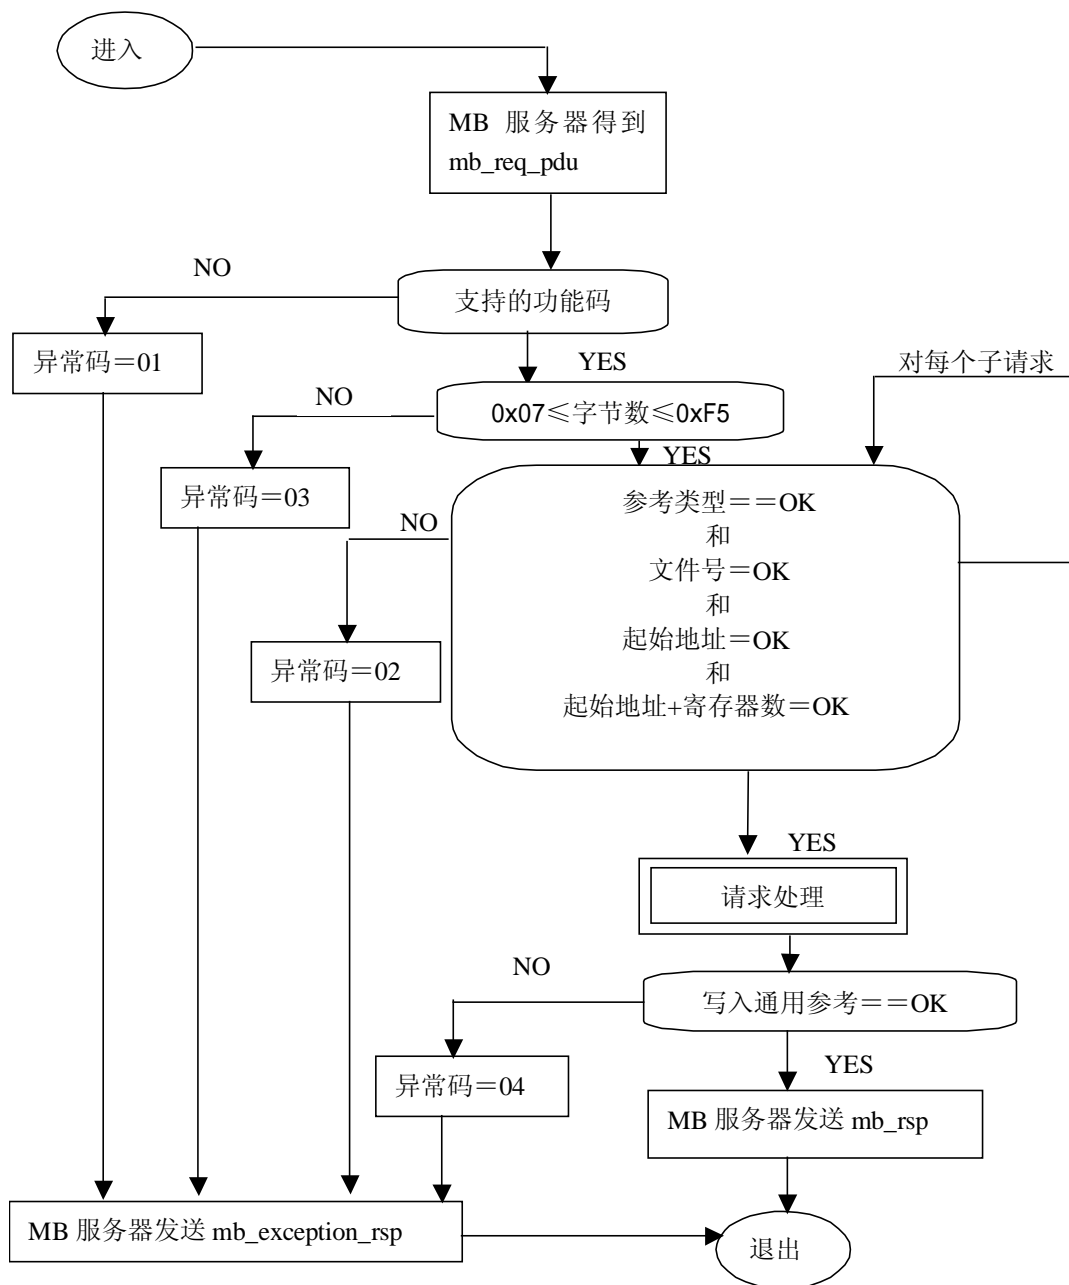 进入
MB 服务器得到
mb_req_pdu
NO
支持的功能码
异常码＝01
YES
对每个子请求
NO
0x07≤字节数≤0xF5
YES
异常码＝03
参考类型＝＝OK
NO
和
文件号＝OK
和
起始地址＝OK
异常码＝02
和
起始地址+寄存器数＝OK
YES
请求处理
NO
写入通用参考＝＝OK
YES
异常码＝04
MB 服务器发送 mb_rsp
MB 服务器发送 mb_exception_rsp
退出